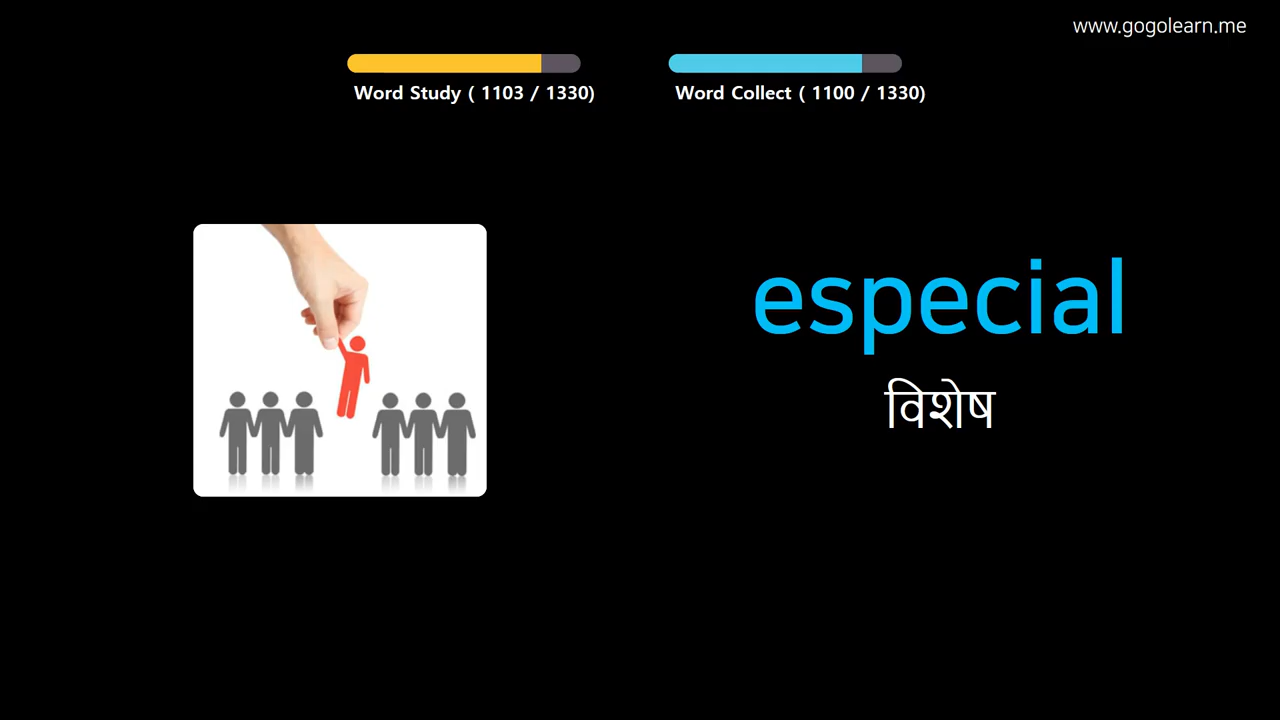 www.gogolearn.me
Word Study ( 1103 / 1330)
Word Collect ( 1100 / 1330)
especial
विशेष